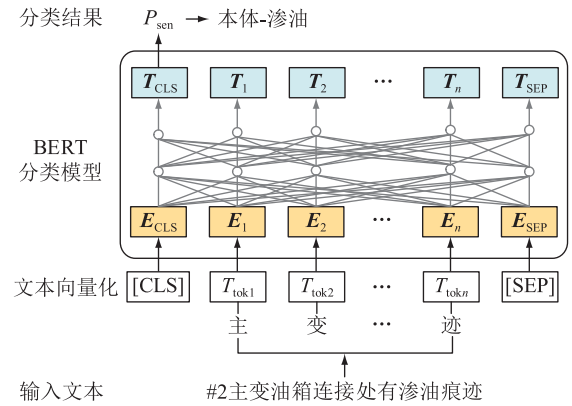 分类结果 P_sen → 本体-渗油
T_CLS T_1 T_2 ··· T_n T_SEP
BERT
分类模型
E_CLS E_1 E_2 ··· E_n E_SEP
文本向量化 [CLS] T_tok1 T_tok2 ··· T_tokn [SEP]
主 变 ··· 迹
输入文本 #2主变油箱连接处有渗油痕迹